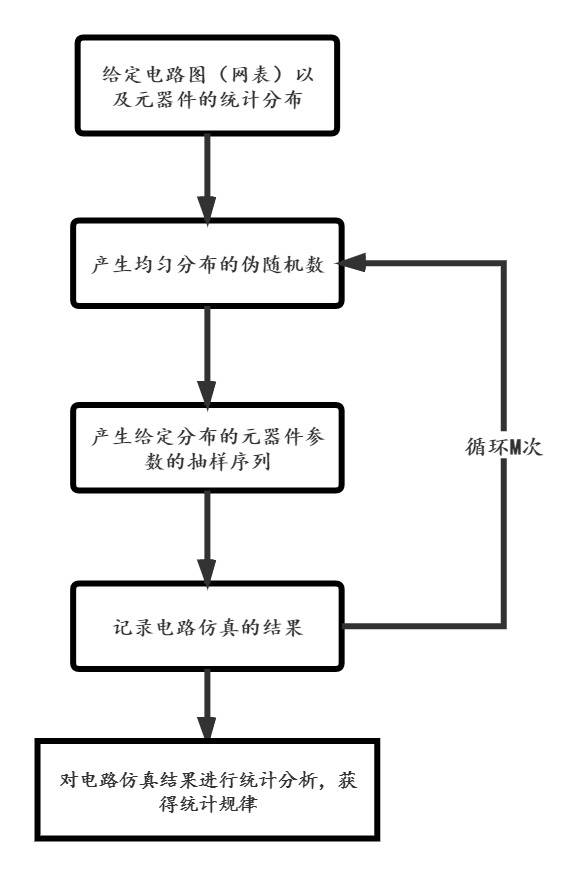 给定电路图（网表）以
及元器件的统计分布
产生均匀分布的伪随机数
产生给定分布的元器件参
数的抽样序列
循环M次
记录电路仿真的结果
对电路仿真结果进行统计分析，获
得统计规律